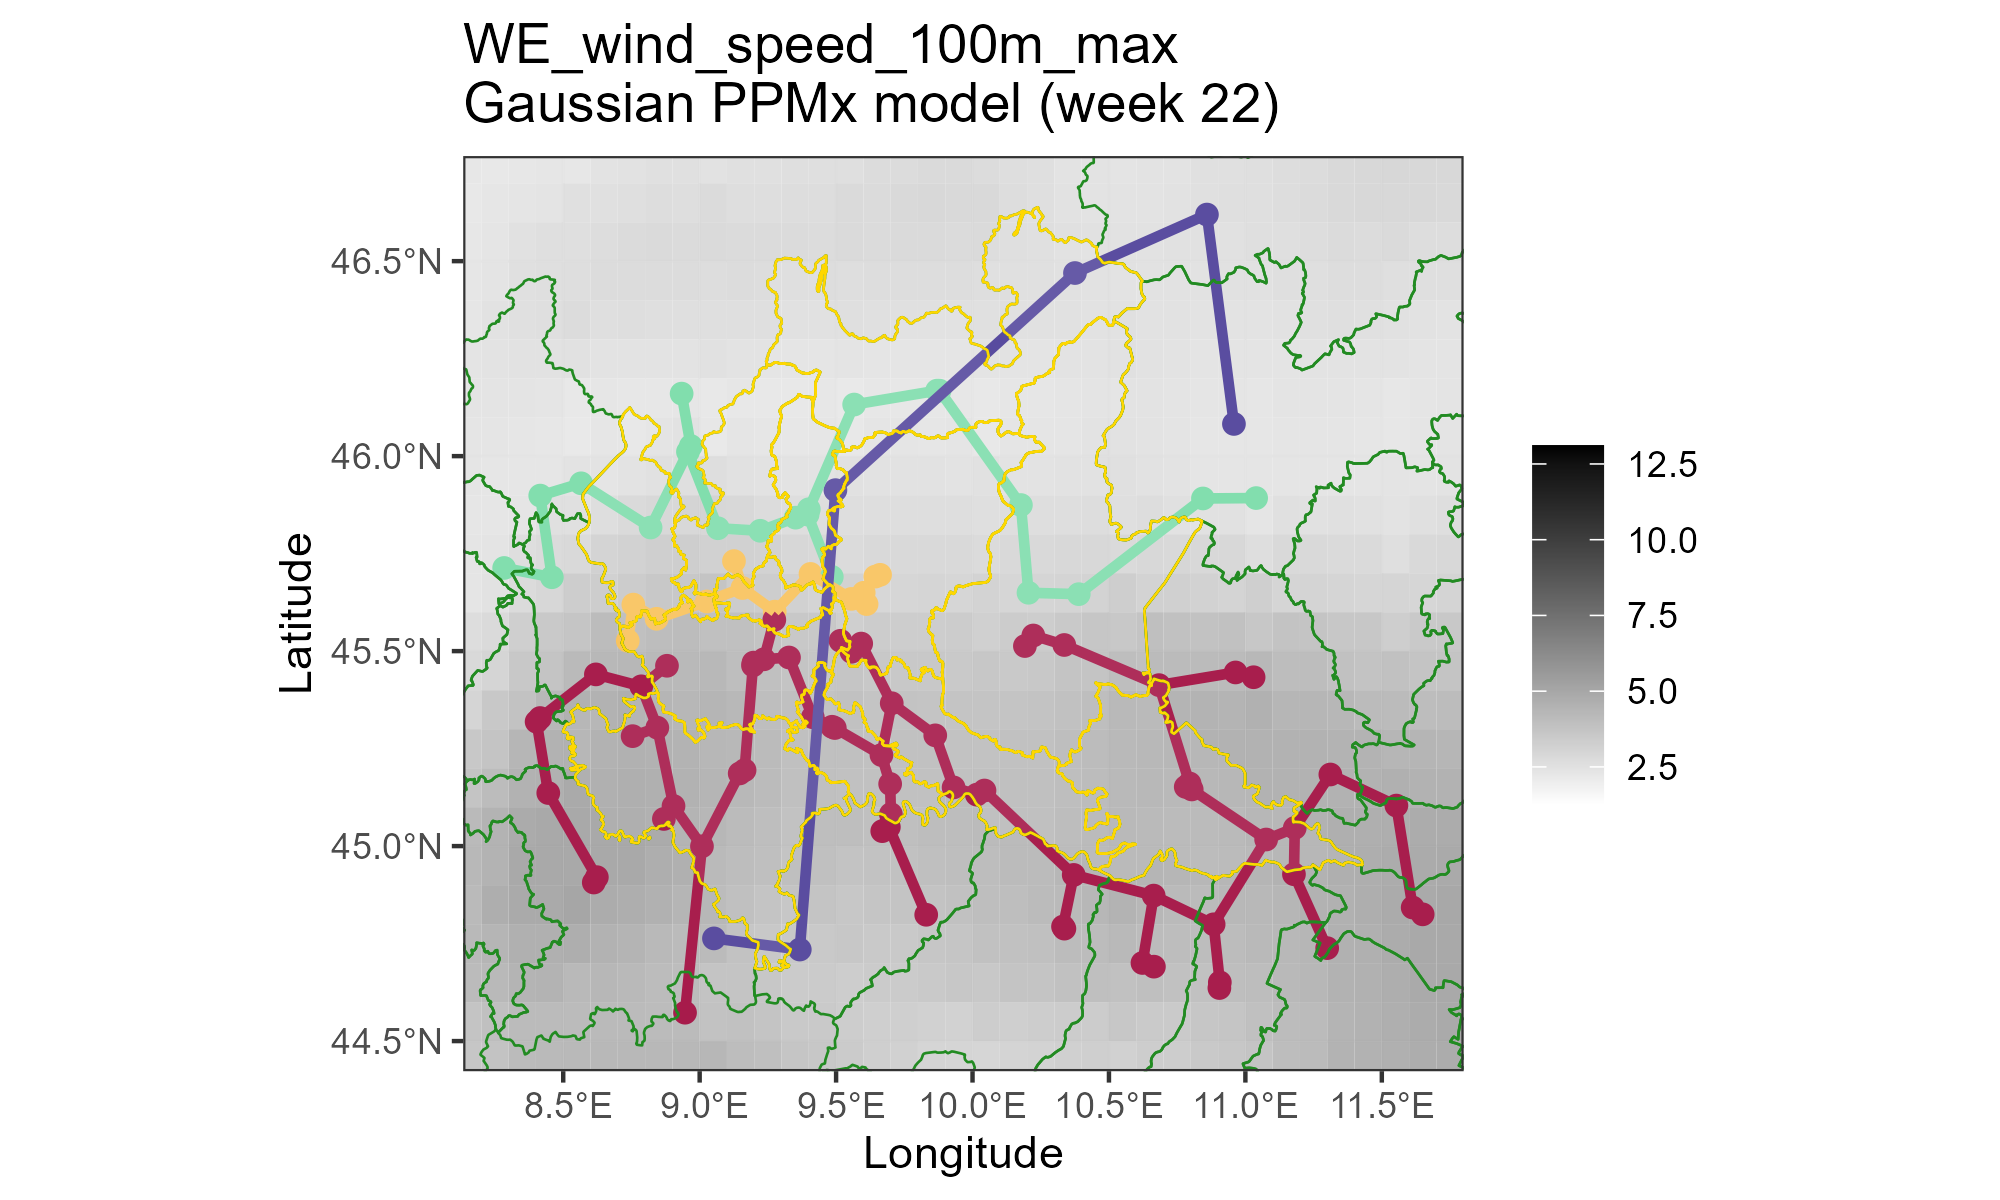 WE_wind_speed_100m_max
Gaussian PPMx model (week 22)
46.5°N
46.0°N
45.5°N
45.0°N
44.5°N
Latitude
8.5°E 9.0°E 9.5°E 10.0°E 10.5°E 11.0°E 11.5°E
Longitude
12.5
10.0
7.5
5.0
2.5